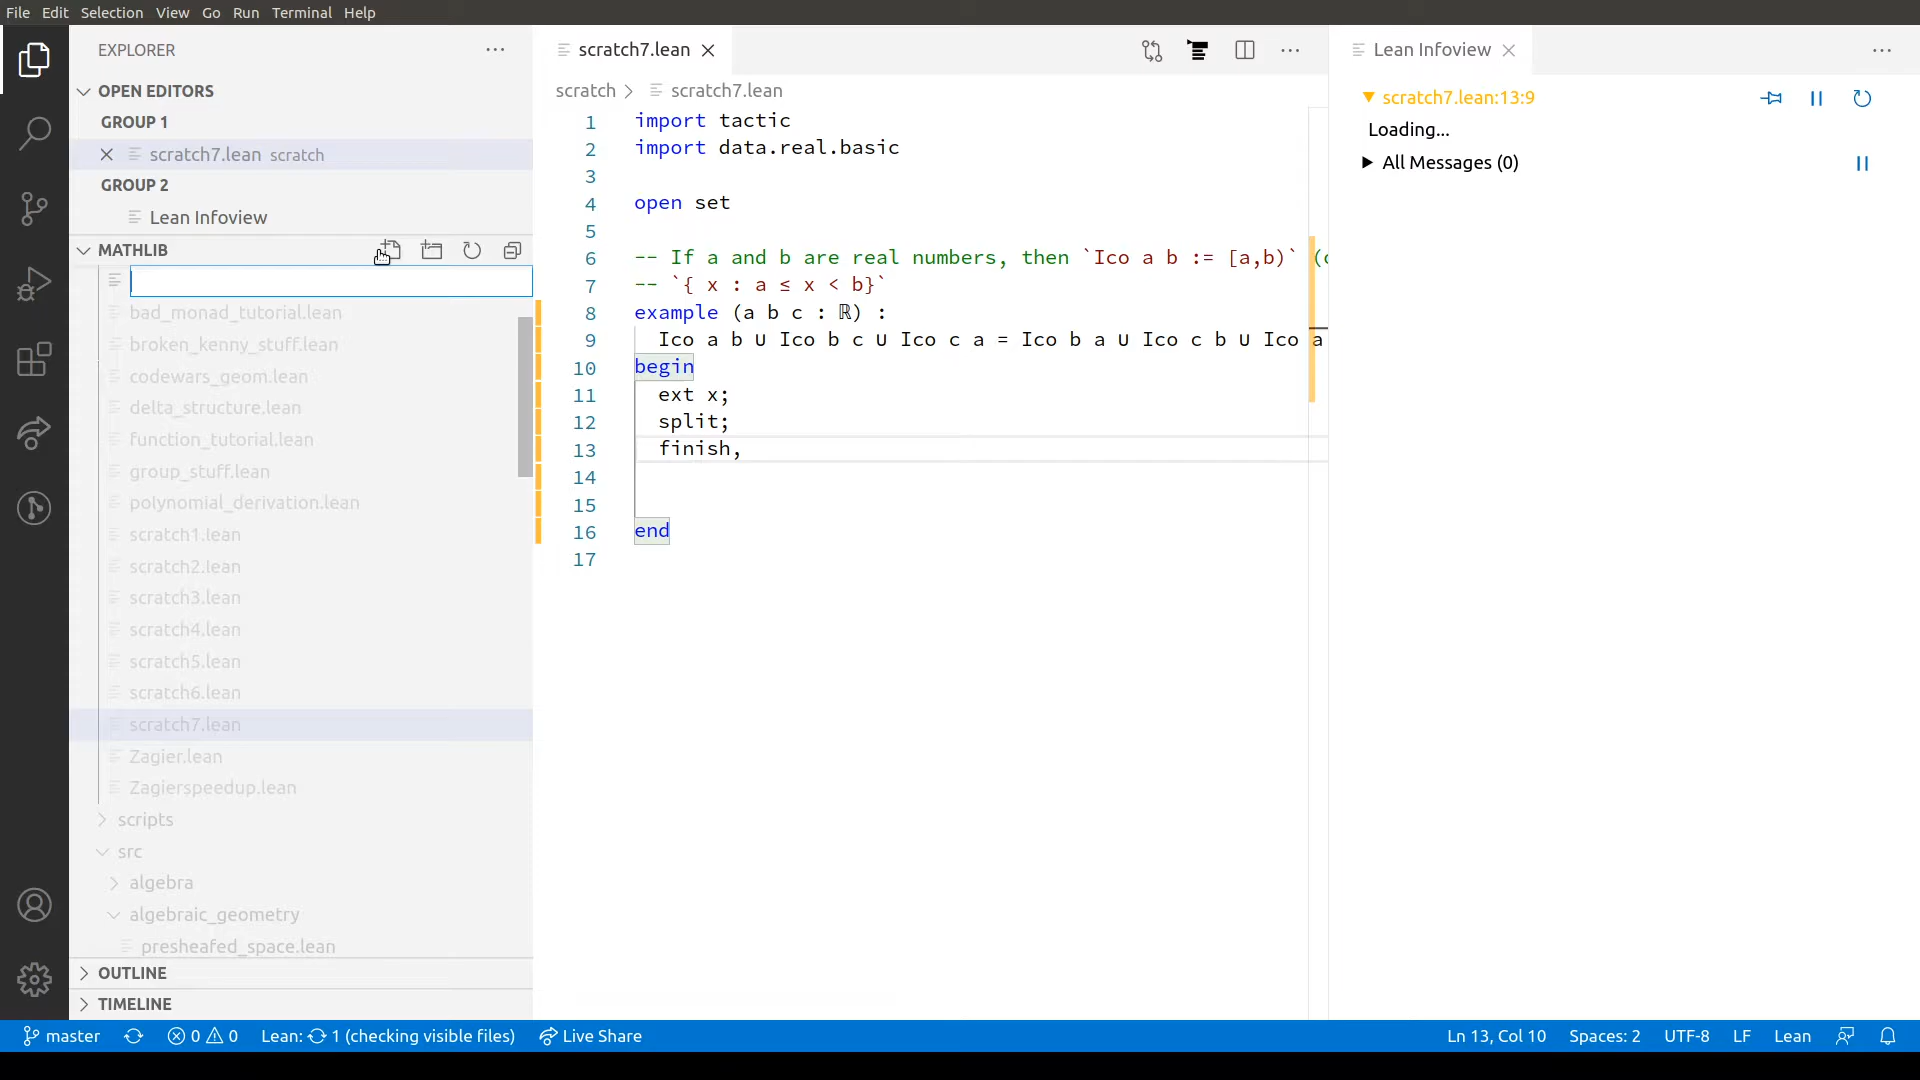 File Edit Selection View Go Run Terminal Help
EXPLORER
OPEN EDITORS
GROUP 1
scratch7.lean scratch
GROUP 2
Lean Infoview
MATHLIB
bad_monad_tutorial.lean
broken_kenny_stuff.lean
codewars_geom.lean
delta_structure.lean
function_tutorial.lean
group_stuff.lean
polynomial_derivation.lean
scratch1.lean
scratch2.lean
scratch3.lean
scratch4.lean
scratch5.lean
scratch6.lean
scratch7.lean
Zagier.lean
Zagierspeedup.lean
scripts
src
algebra
algebraic_geometry
presheafed_space.lean
OUTLINE
TIMELINE
scratch7.lean
scratch > scratch7.lean
1 import tactic
2 import data.real.basic
3
4 open set
5
6 -- If a and b are real numbers, then `Ico a b := [a,b)` (
7 -- `{ x : a ≤ x < b}`
8 example (a b c : ℝ) :
9 Ico a b ∪ Ico b c ∪ Ico c a = Ico b a ∪ Ico c b ∪ Ico a
10 begin
11 ext x;
12 split;
13 finish,
14
15
16 end
17
Lean Infoview
scratch7.lean:13:9
Loading...
All Messages (0)
master 0 0 Lean: 1 (checking visible files) Live Share Ln 13, Col 10 Spaces: 2 UTF-8 LF Lean